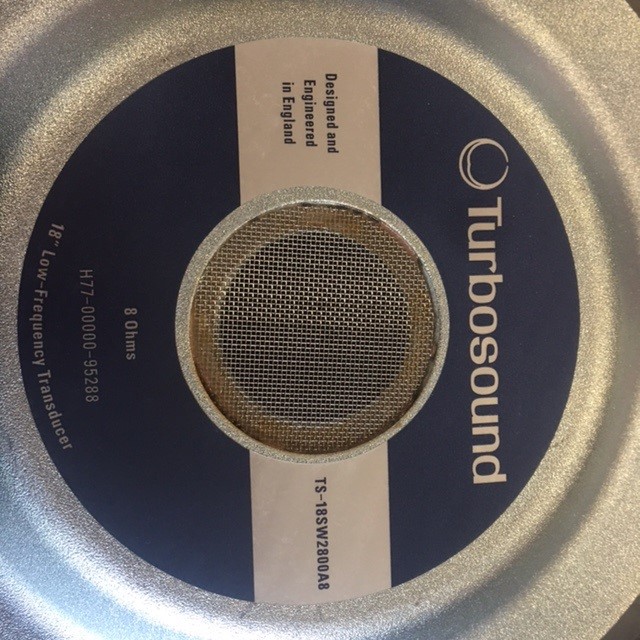 Turbosound
Designed and
Engineered
in England
TS-18SW2800A8
8 Ohms
H77-00000-95288
18" Low-Frequency Transducer